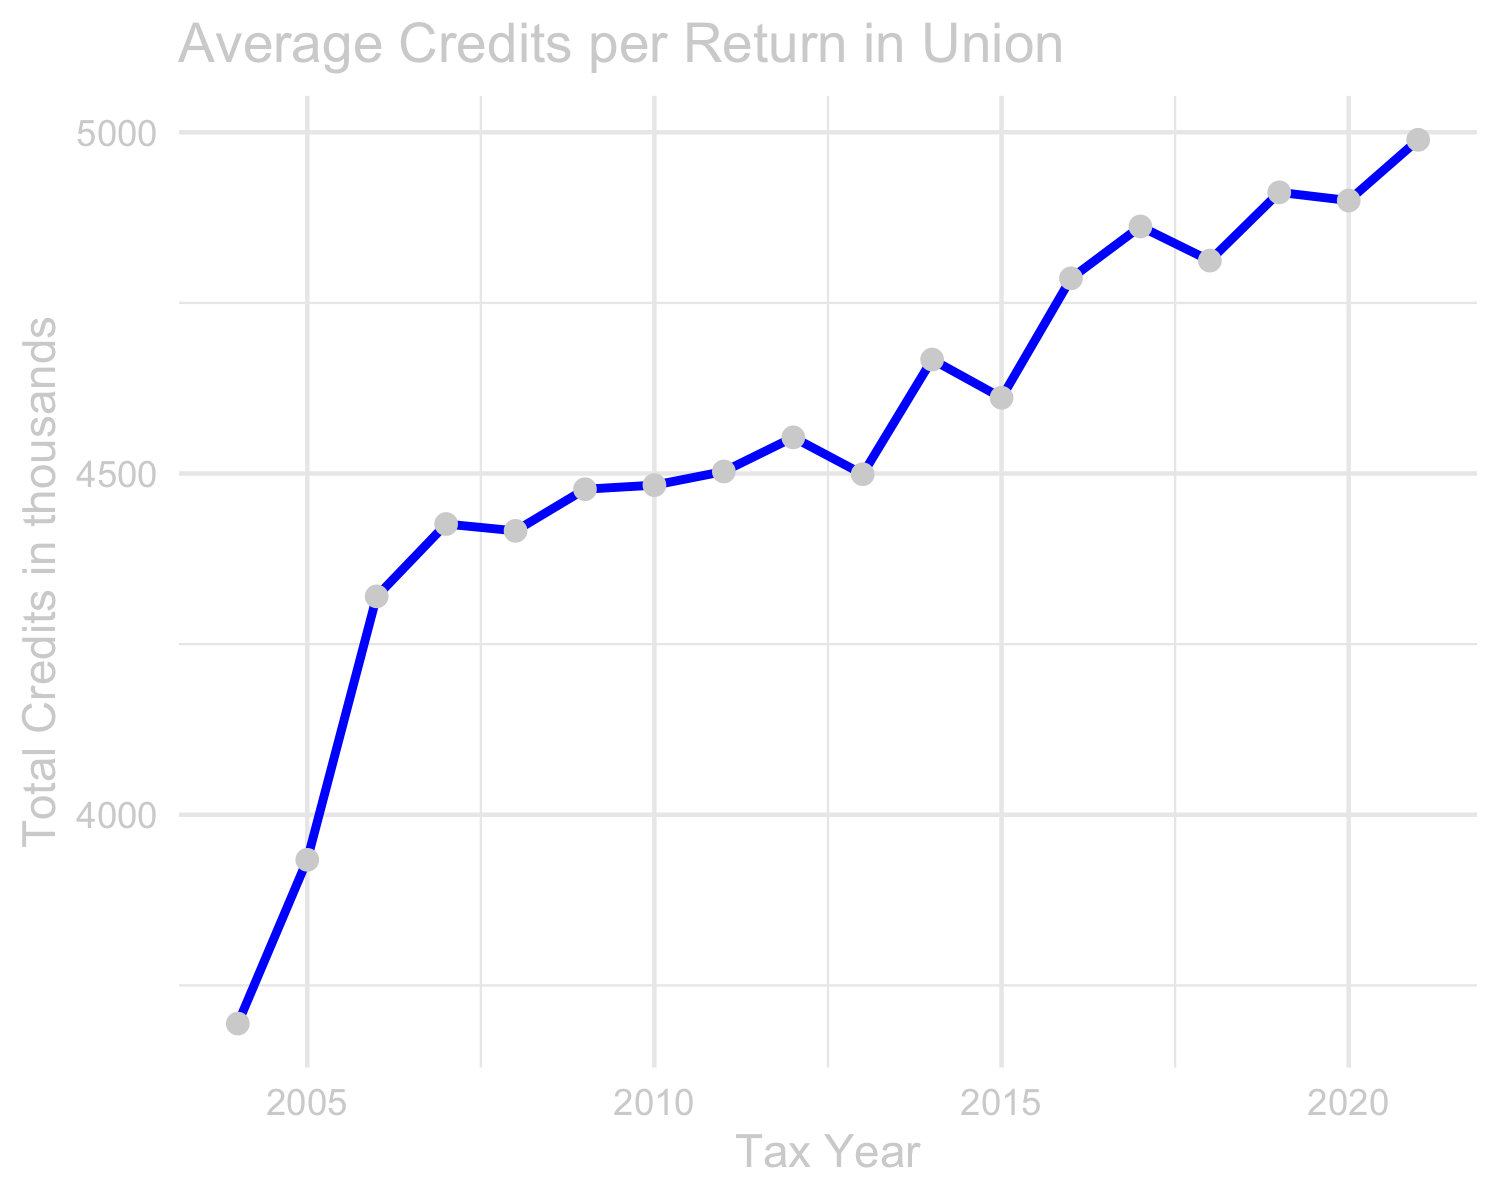 Average Credits per Return in Union
Total Credits in thousands
5000
4500
4000
2005
2010
2015
2020
Tax Year